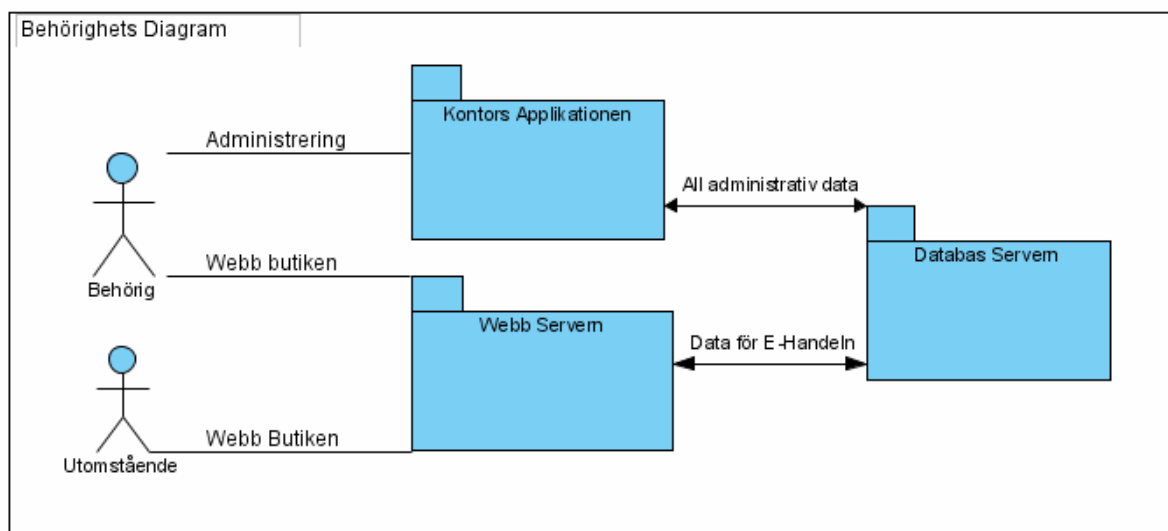 Behörighets Diagram
Kontors Applikationen
Administrering
All administrativ data
Databas Servern
Webb butiken
Behörig
Webb Servern
Data för E-Handeln
Webb Butiken
Utomstående